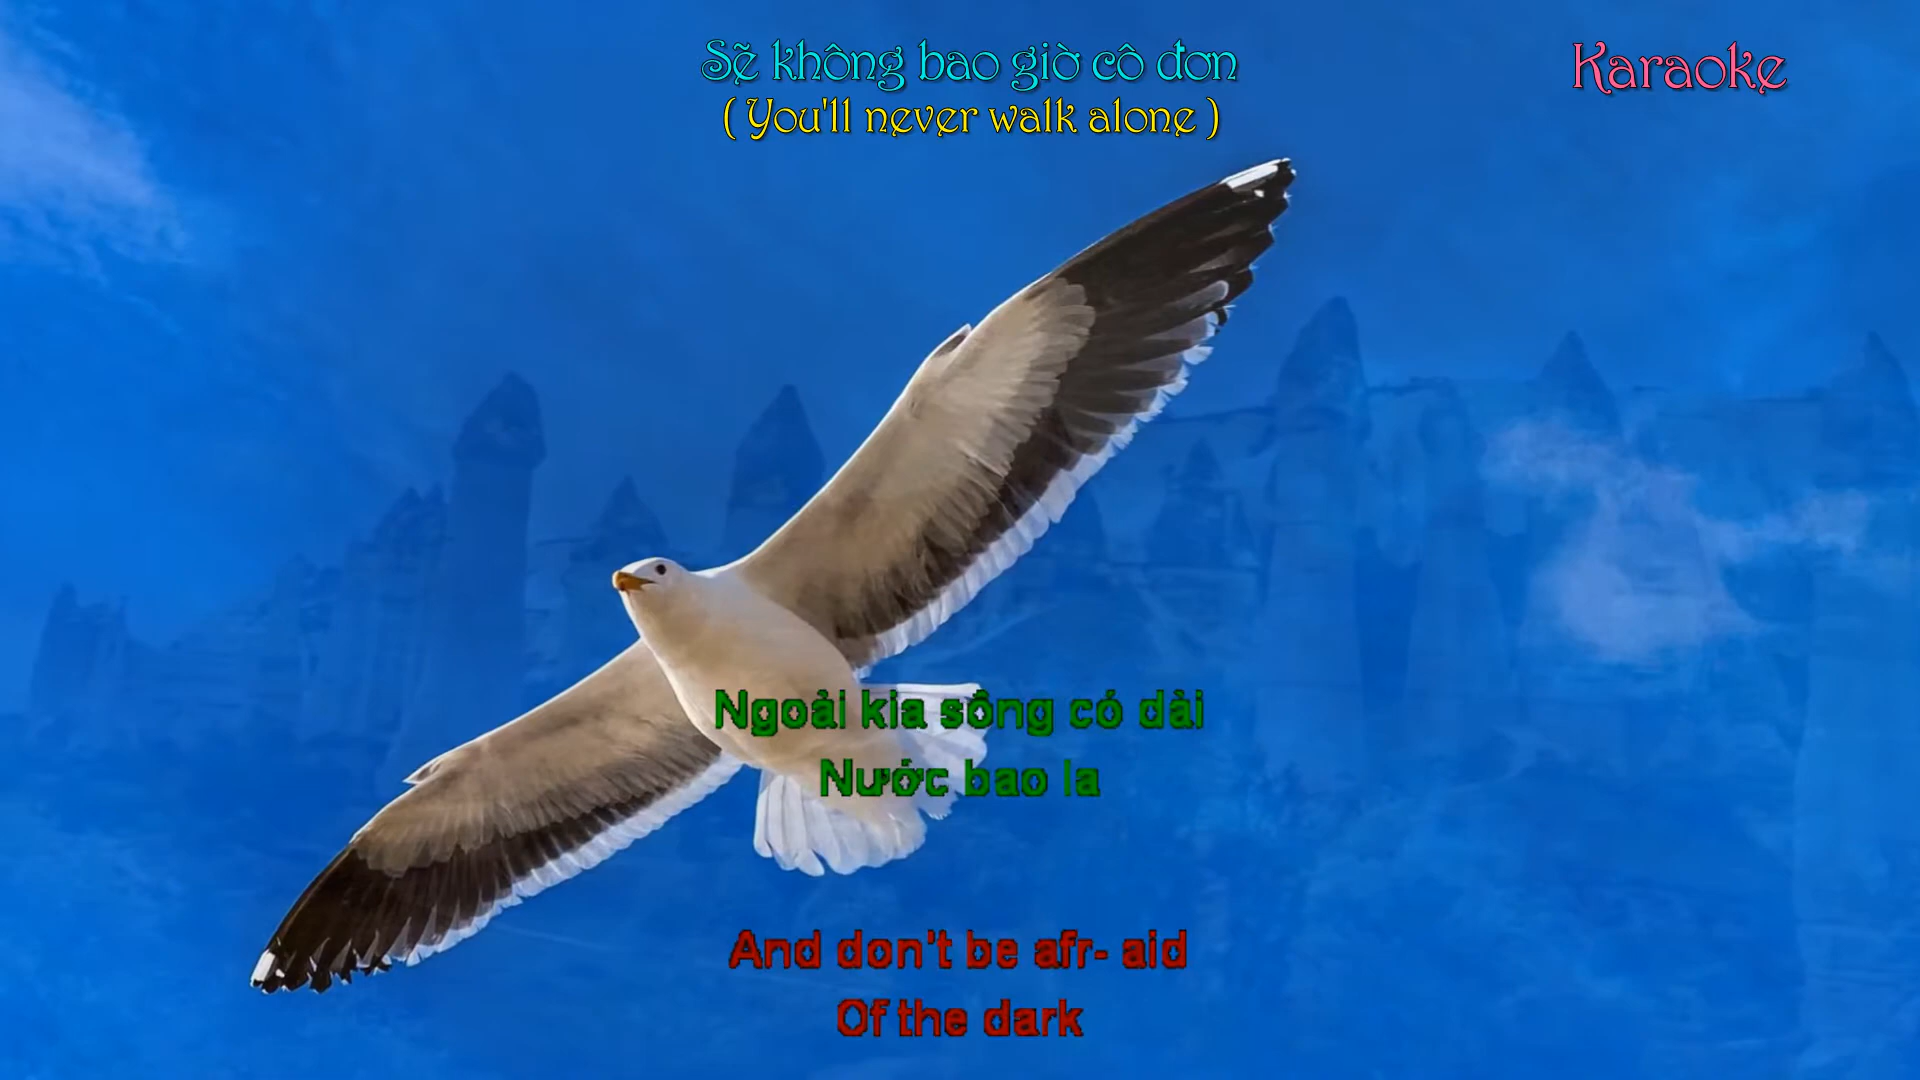 Sẽ không bao giờ cô đơn
( You'll never walk alone )
Karaoke
Ngoài kia sông có dài
Nước bao la
And don't be afr- aid
Of the dark